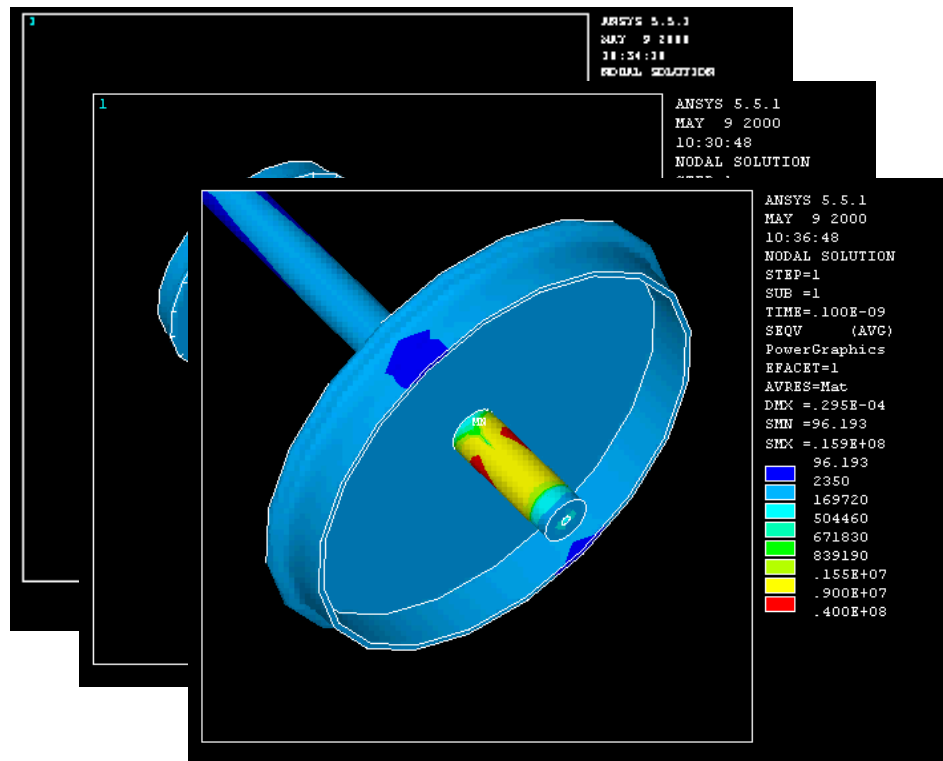 1
ANSYS 5.5.1
MAY 9 2000
NODAL SOLUTION
1
ANSYS 5.5.1
MAY 9 2000
10:30:48
NODAL SOLUTION
ANSYS 5.5.1
MAY 9 2000
10:36:48
NODAL SOLUTION
STEP=1
SUB =1
TIME=.100E-09
SEQV (AVG)
PowerGraphics
EFACET=1
AVRES=Mat
DMX =.295E-04
SMN =96.193
SMX =.159E+08
96.193
2350
169720
504460
671830
839190
.155E+07
.900E+07
.400E+08
MN